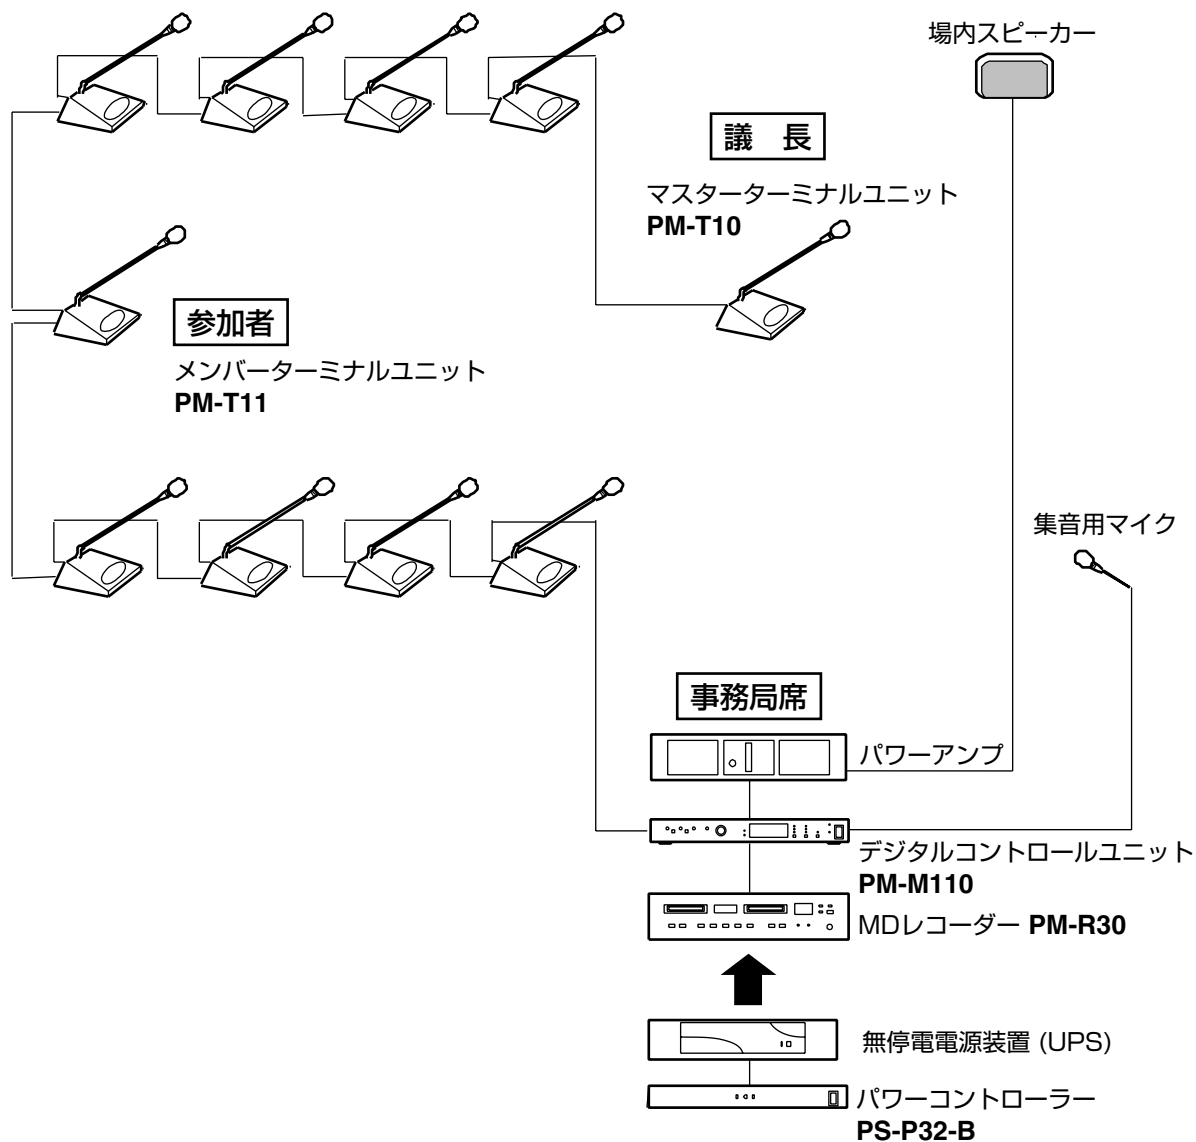 場内スピーカー
議　長
マスターターミナルユニット
PM-T10
参加者
メンバーターミナルユニット
PM-T11
集音用マイク
事務局席
パワーアンプ
デジタルコントロールユニット
PM-M110
MDレコーダー PM-R30
無停電電源装置 (UPS)
パワーコントローラー
PS-P32-B